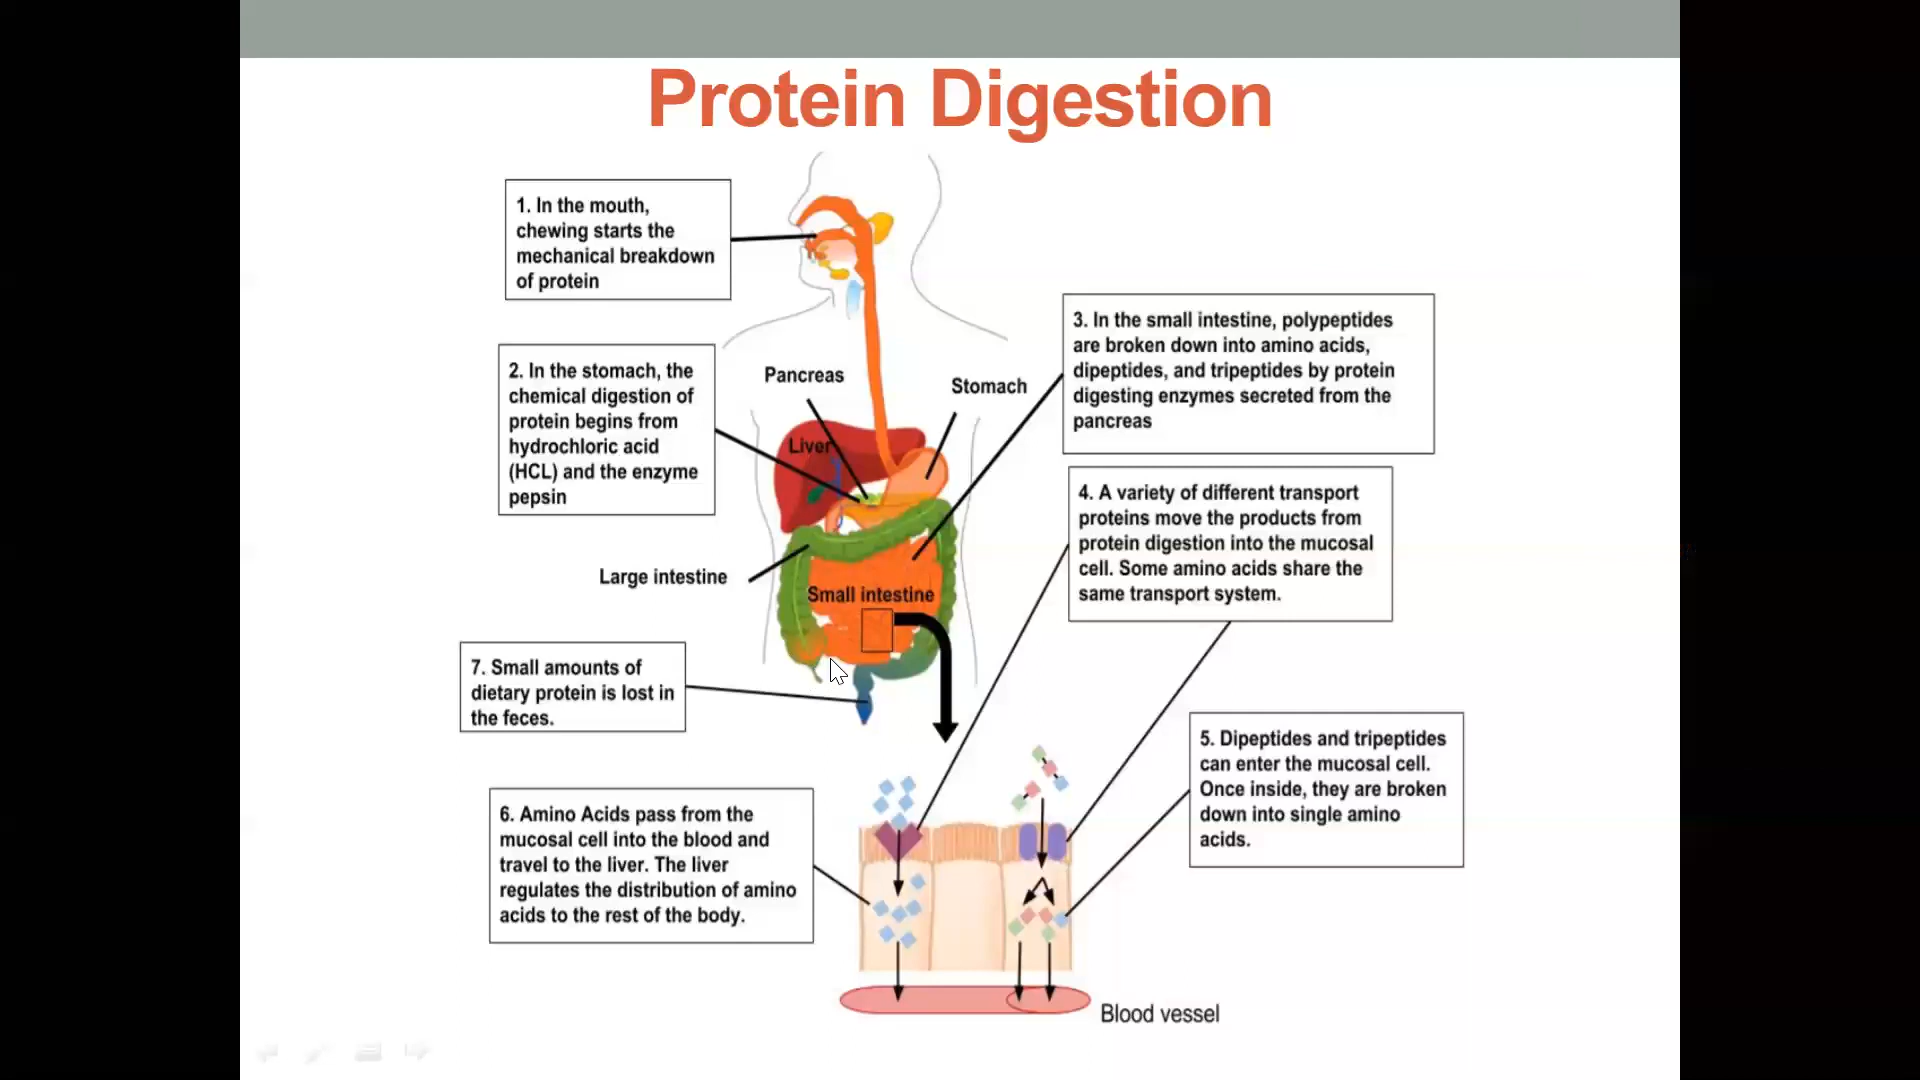 Protein Digestion
1. In the mouth,
chewing starts the
mechanical breakdown
of protein
2. In the stomach, the
chemical digestion of
protein begins from
hydrochloric acid
(HCL) and the enzyme
pepsin
Pancreas
Stomach
Liver
3. In the small intestine, polypeptides
are broken down into amino acids,
dipeptides, and tripeptides by protein
digesting enzymes secreted from the
pancreas
4. A variety of different transport
proteins move the products from
protein digestion into the mucosal
cell. Some amino acids share the
same transport system.
Large intestine
Small intestine
7. Small amounts of
dietary protein is lost in
the feces.
5. Dipeptides and tripeptides
can enter the mucosal cell.
Once inside, they are broken
down into single amino
acids.
6. Amino Acids pass from the
mucosal cell into the blood and
travel to the liver. The liver
regulates the distribution of amino
acids to the rest of the body.
Blood vessel